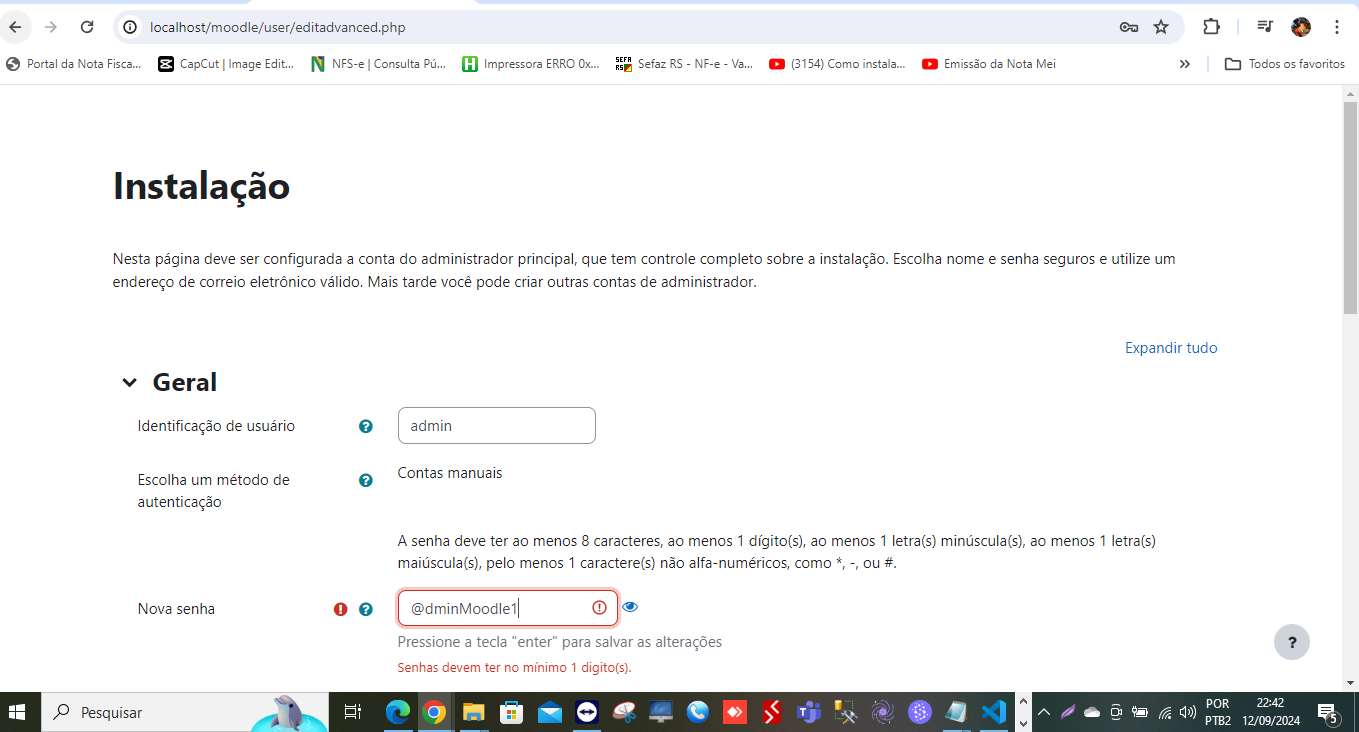 localhost/moodle/user/editadvanced.php
Portal da Nota Fisca... CapCut | Image Edit... NFS-e | Consulta Pú... Impressora ERRO 0x... SEFA RS Sefaz RS - NF-e - Va... (3154) Como instala... Emissão da Nota Mei » Todos os favoritos
Instalação
Nesta página deve ser configurada a conta do administrador principal, que tem controle completo sobre a instalação. Escolha nome e senha seguros e utilize um
endereço de correio eletrônico válido. Mais tarde você pode criar outras contas de administrador.
Expandir tudo
Geral
Identificação de usuário ? admin
Escolha um método de ? Contas manuais
autenticação
A senha deve ter ao menos 8 caracteres, ao menos 1 dígito(s), ao menos 1 letra(s) minúscula(s), ao menos 1 letra(s)
maiúscula(s), pelo menos 1 caractere(s) não alfa-numéricos, como *, -, ou #.
Nova senha ! ? @dminMoodle1 !
Pressione a tecla "enter" para salvar as alterações
?
Senhas devem ter no mínimo 1 digito(s).
Pesquisar
POR 22:42
PTB2 12/09/2024 5